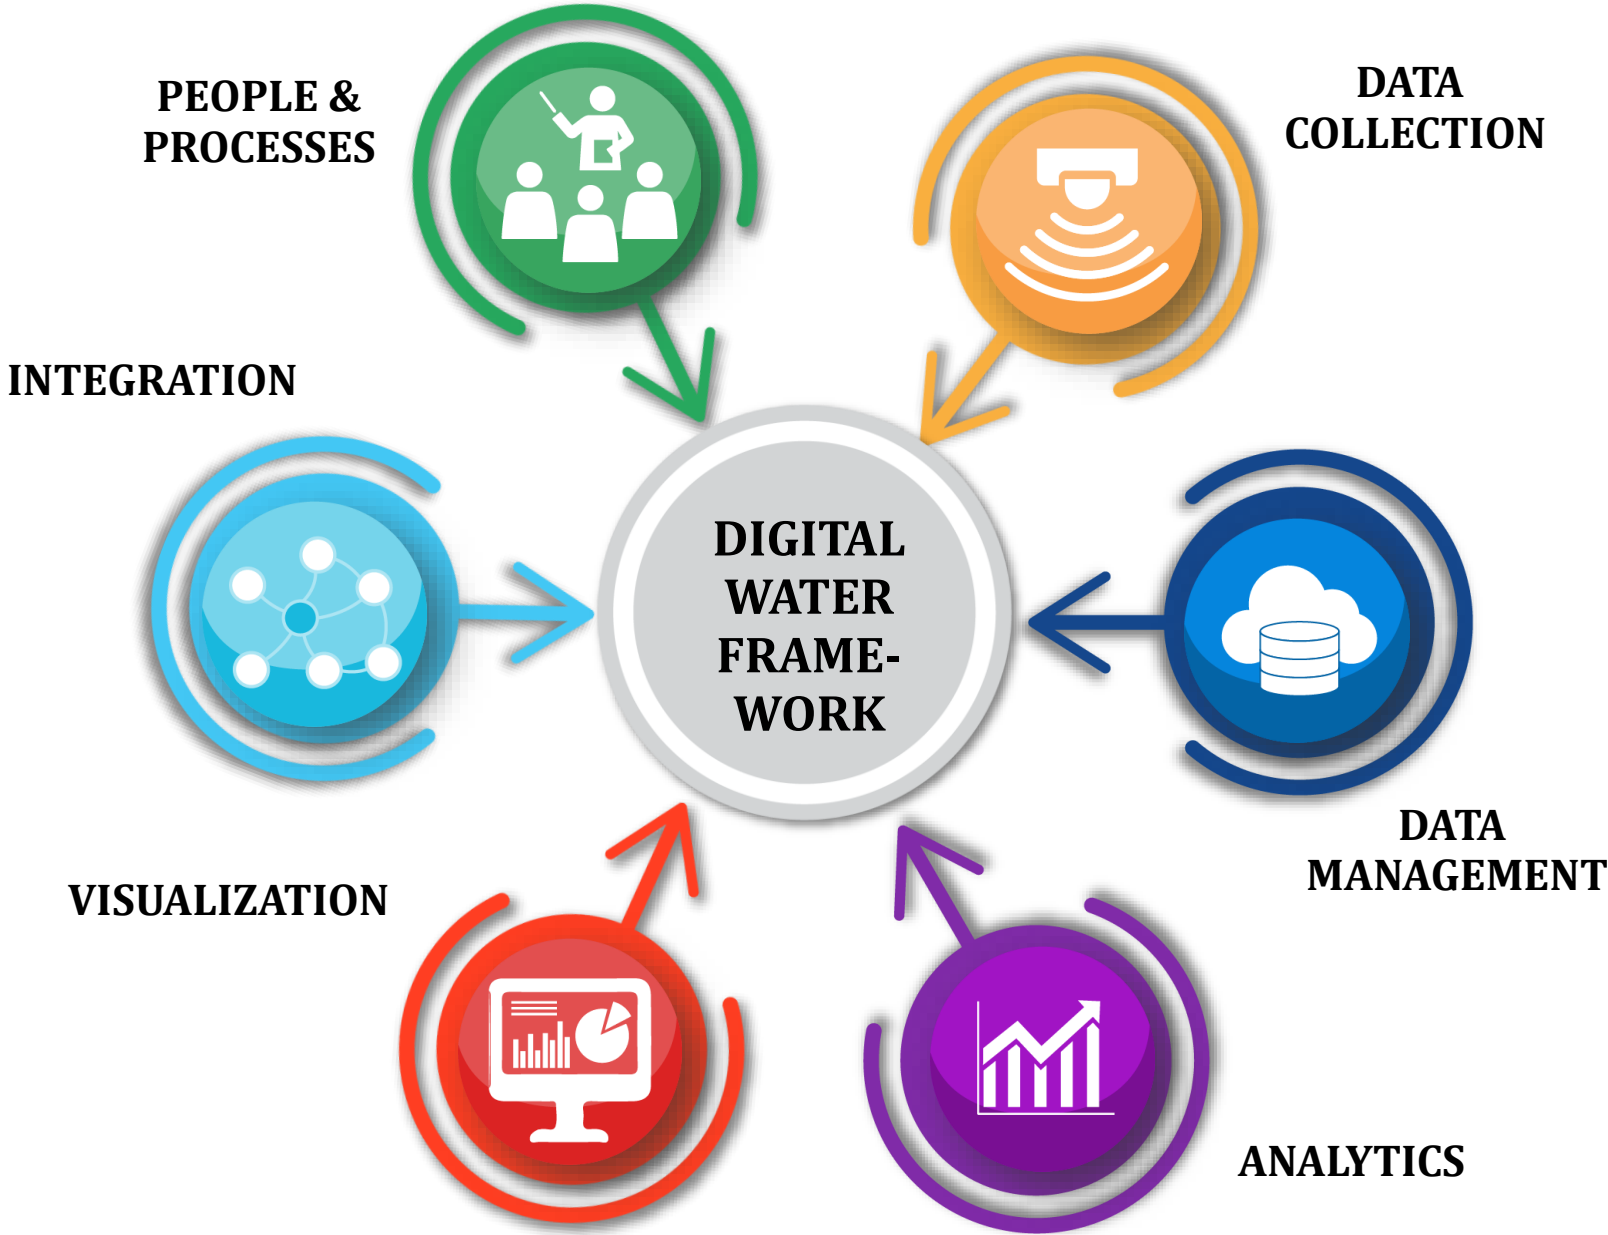 PEOPLE &
PROCESSES
DATA
COLLECTION
INTEGRATION
DIGITAL
WATER
FRAME-
WORK
DATA
MANAGEMENT
VISUALIZATION
ANALYTICS